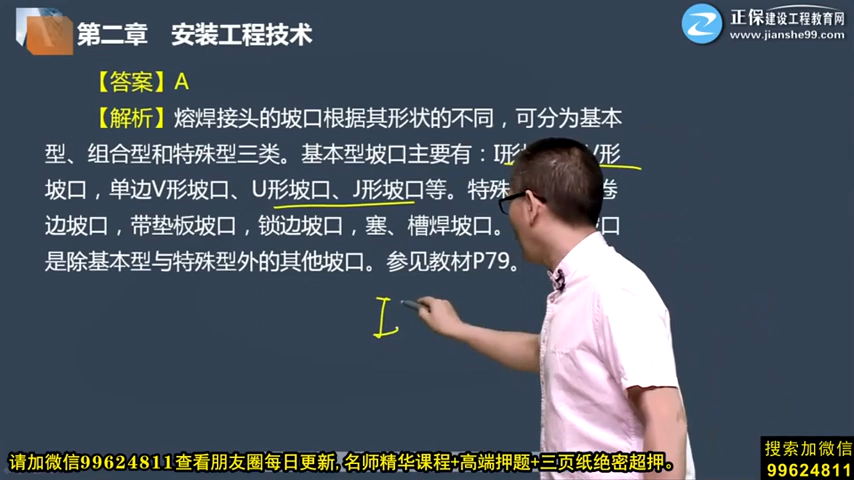 第二章 安装工程技术
正保建设工程教育网
www.jianshe99.com
【答案】A
【解析】熔焊接头的坡口根据其形状的不同，可分为基本
型、组合型和特殊型三类。基本型坡口主要有：I形 V形
坡口，单边V形坡口、U形坡口、J形坡口等。特殊 卷
边坡口，带垫板坡口，锁边坡口，塞、槽焊坡口。 口
是除基本型与特殊型外的其他坡口。参见教材P79。
I
请加微信99624811查看朋友圈每日更新,名师精华课程+高端押题+三页纸绝密超押。
搜索加微信
99624811